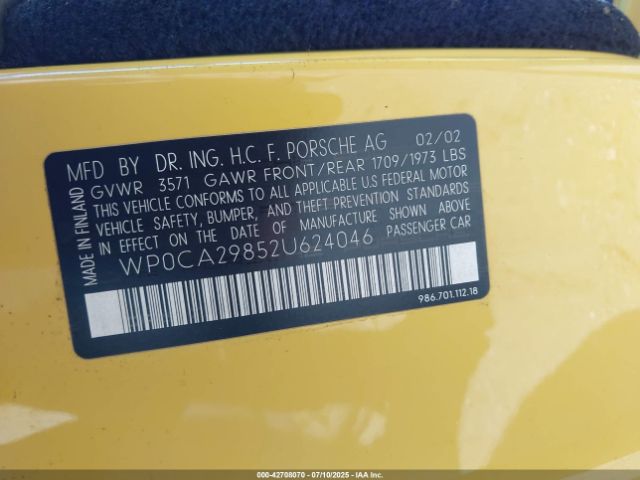 MFD BY DR. ING. H.C. F. PORSCHE AG 02/02
GVWR 3571 GAWR FRONT/REAR 1709/1973 LBS
THIS VEHICLE CONFORMS TO ALL APPLICABLE U.S FEDERAL MOTOR
VEHICLE SAFETY, BUMPER, AND THEFT PREVENTION STANDARDS
IN EFFECT ON THE DATE OF MANUFACTURE SHOWN ABOVE.
WP0CA29852U624046 PASSENGER CAR
986.701.112.18
MADE IN FINLAND
000-42708070 - 07/10/2025 - IAAI.com